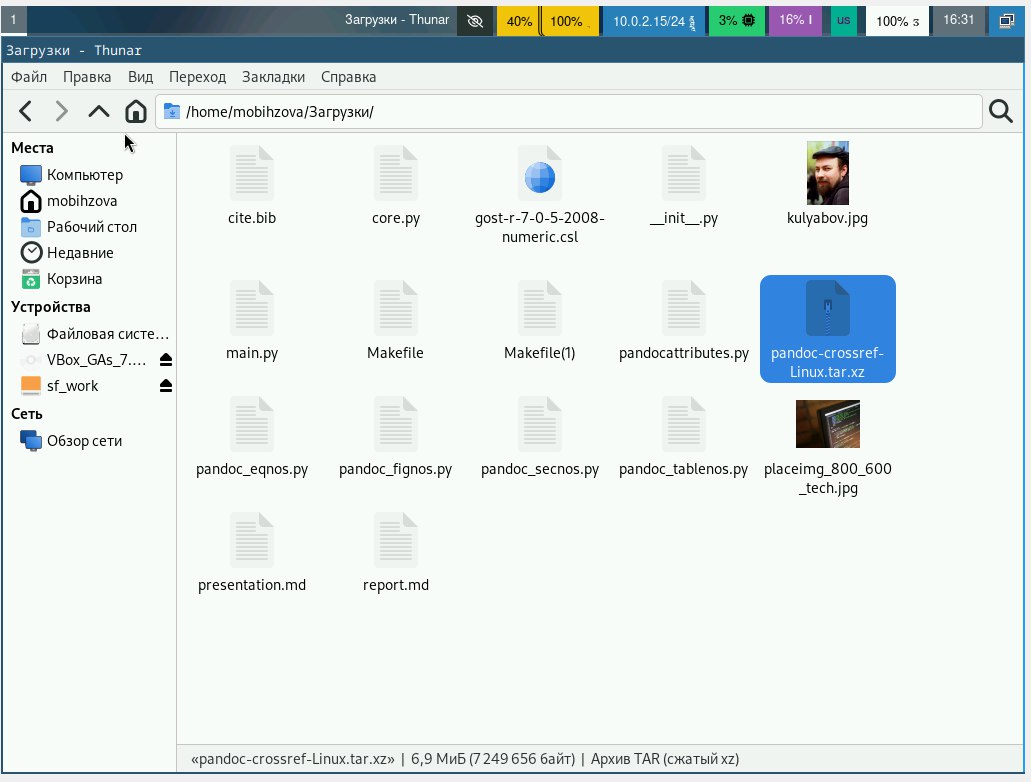 1 Загрузки - Thunar 40% 100% 10.0.2.15/24 3% 16% us 100% 16:31
Загрузки - Thunar
Файл Правка Вид Переход Закладки Справка
/home/mobihzova/Загрузки/
Места
Компьютер
mobihzova
Рабочий стол
Недавние
Корзина
Устройства
Файловая систе...
VBox_GAs_7....
sf_work
Сеть
Обзор сети
cite.bib
core.py
gost-r-7-0-5-2008-
numeric.csl
__init__.py
kulyabov.jpg
main.py
Makefile
Makefile(1)
pandocattributes.py
pandoc-crossref-
Linux.tar.xz
pandoc_eqnos.py
pandoc_fignos.py
pandoc_secnos.py
pandoc_tablenos.py
placeimg_800_600
_tech.jpg
presentation.md
report.md
«pandoc-crossref-Linux.tar.xz» | 6,9 МиБ (7 249 656 байт) | Архив TAR (сжатый xz)